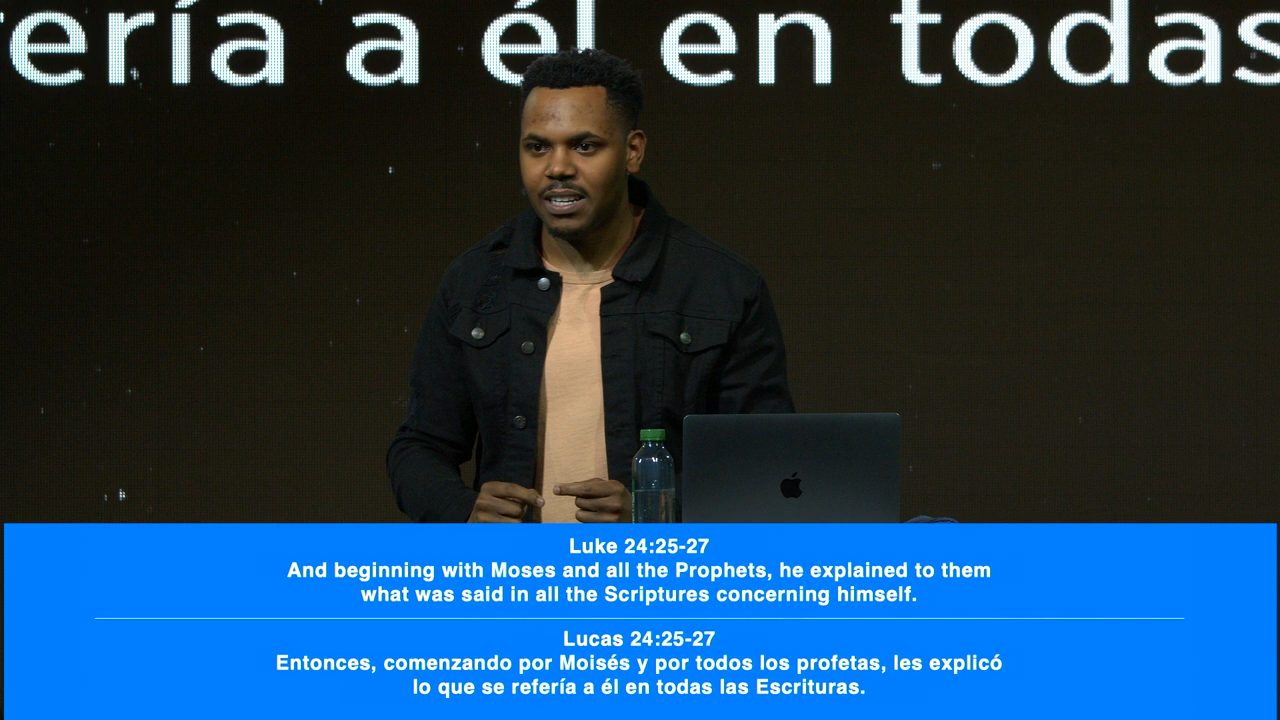 ería a él en todas
Luke 24:25-27
And beginning with Moses and all the Prophets, he explained to them
what was said in all the Scriptures concerning himself.
Lucas 24:25-27
Entonces, comenzando por Moisés y por todos los profetas, les explicó
lo que se refería a él en todas las Escrituras.